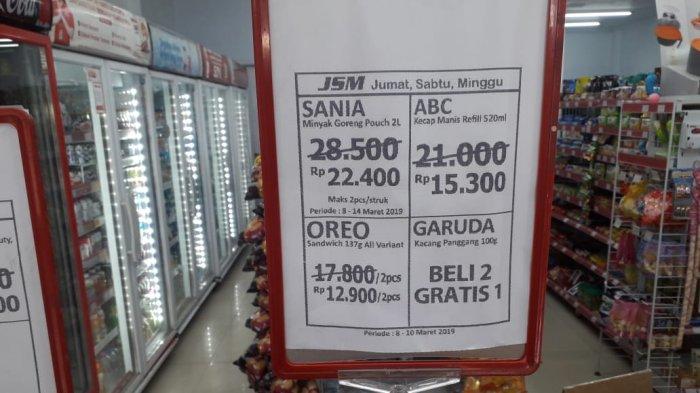 JSM Jumat, Sabtu, Minggu
SANIA
Minyak Goreng Pouch 2L
28.500
Rp 22.400
Maks 2pcs/struk
Periode : 8 - 14 Maret 2019
ABC
Kecap Manis Refill 520ml
21.000
Rp 15.300
OREO
Sandwich 137g All Variant
17.800/2pcs
Rp 12.900/2pcs
GARUDA
Kacang Panggang 100g
BELI 2
GRATIS 1
Periode : 8 - 10 Maret 2019